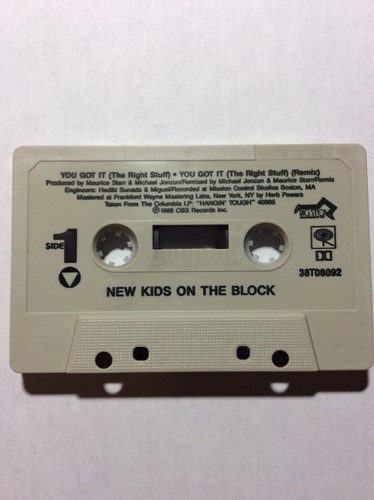 YOU GOT IT (The Right Stuff) • YOU GOT IT (The Right Stuff) (Remix)
Produced by Maurice Starr & Michael Jonzun/Remixed by Michael Jonzun & Maurice Starr/Remix
Engineers: Hediki Sunada & Michael/Recorded at Mission Control Studios Boston, MA
Mastered at Frankford Wayne Mastering Labs, New York, NY by Herb Powers
Taken From The Columbia LP: "HANGIN' TOUGH" 40985
℗1988 CBS Records Inc.
SIDE 1
38T08092
NEW KIDS ON THE BLOCK